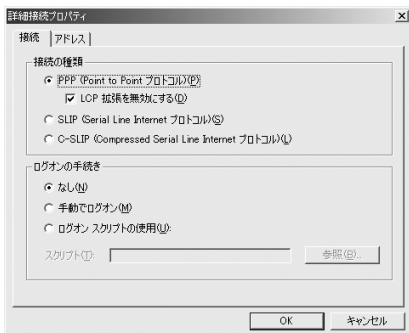 詳細接続プロパティ
接続 アドレス
接続の種類
PPP (Point to Point プロトコル)(P)
LCP 拡張を無効にする(D)
SLIP (Serial Line Internet プロトコル)(S)
C-SLIP (Compressed Serial Line Internet プロトコル)(L)
ログオンの手続き
なし(N)
手動でログオン(M)
ログオン スクリプトの使用(U):
スクリプト(T): 参照(B)...
OK キャンセル